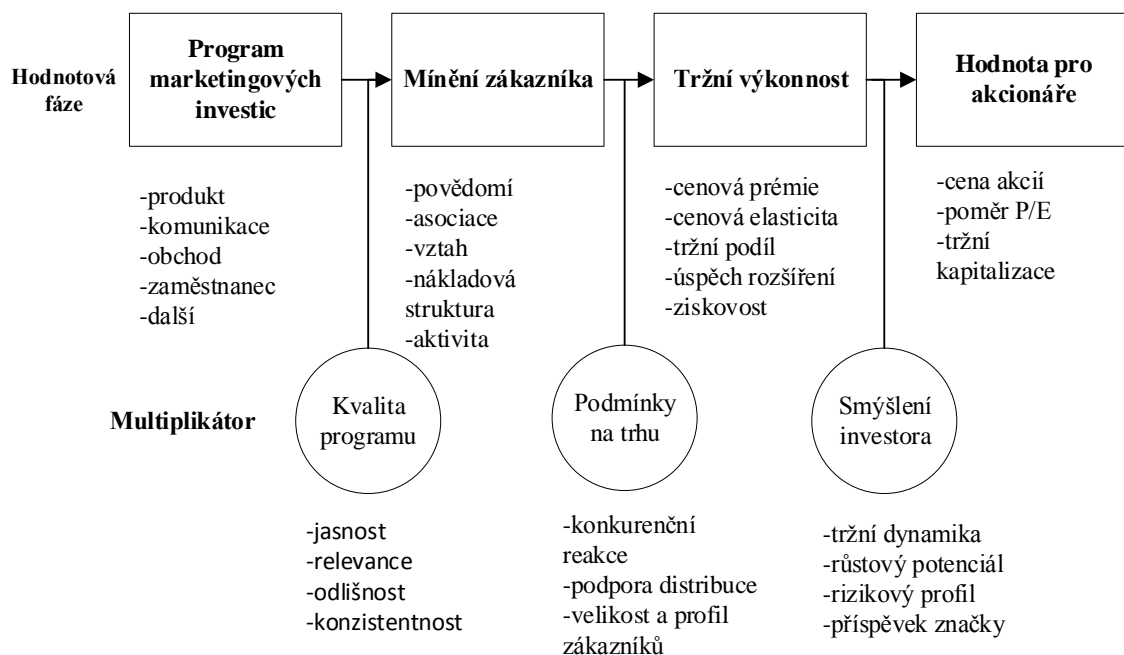 Hodnotová
fáze
Program
marketingových
investic
Mínění zákazníka
Tržní výkonnost
Hodnota pro
akcionáře
-produkt
-komunikace
-obchod
-zaměstnanec
-další
-povědomí
-asociace
-vztah
-nákladová
struktura
-aktivita
-cenová prémie
-cenová elasticita
-tržní podíl
-úspěch rozšíření
-ziskovost
-cena akcií
-poměr P/E
-tržní
kapitalizace
Multiplikátor
Kvalita
programu
Podmínky
na trhu
Smýšlení
investora
-jasnost
-relevance
-odlišnost
-konzistentnost
-konkurenční
reakce
-podpora distribuce
-velikost a profil
zákazníků
-tržní dynamika
-růstový potenciál
-rizikový profil
-příspěvek značky